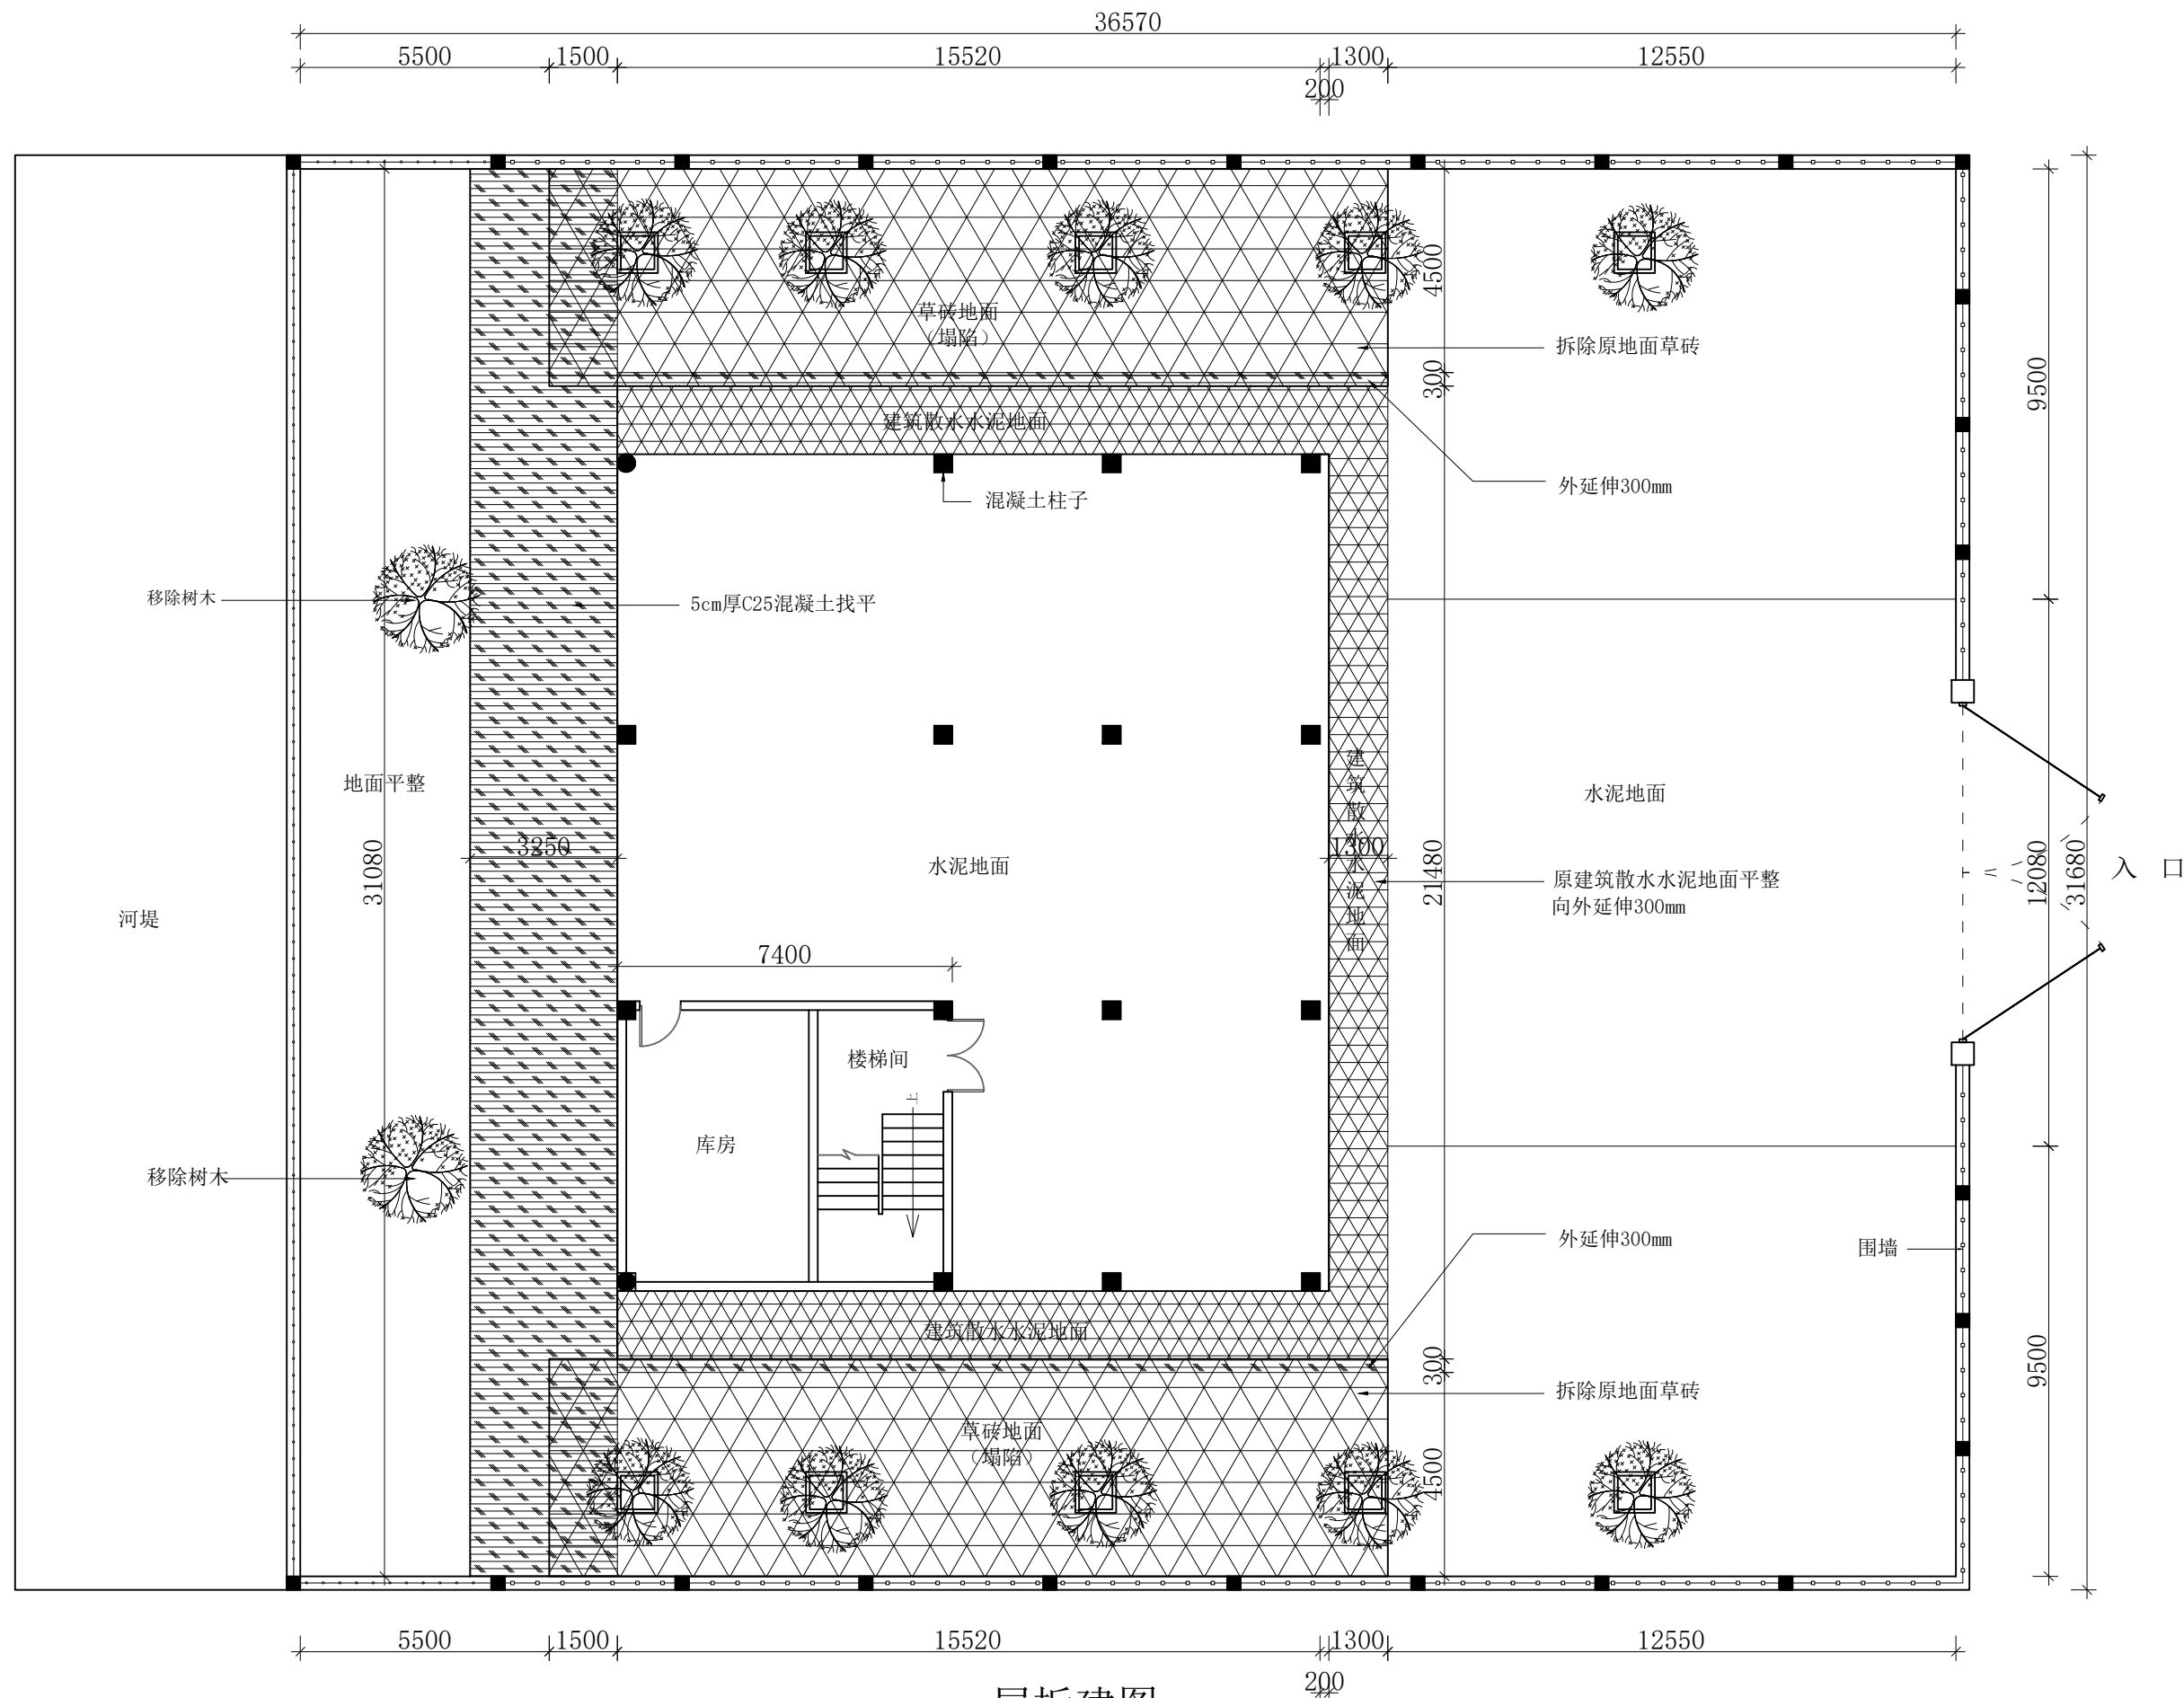 36570
5500
1500
15520
1300
12550
200
草砖地面
（塌陷）
4500
拆除原地面草砖
300
9500
建筑散水水泥地面
外延伸300mm
混凝土柱子
移除树木
5cm厚C25混凝土找平
地面平整
建筑散水水泥地面
水泥地面
3250
1300
31080
水泥地面
21480
12080
31680
入 口
原建筑散水水泥地面平整
向外延伸300mm
河堤
7400
楼梯间
上
库房
移除树木
外延伸300mm
围墙
建筑散水水泥地面
300
9500
拆除原地面草砖
草砖地面
（塌陷）
4500
5500
1500
15520
1300
12550
200